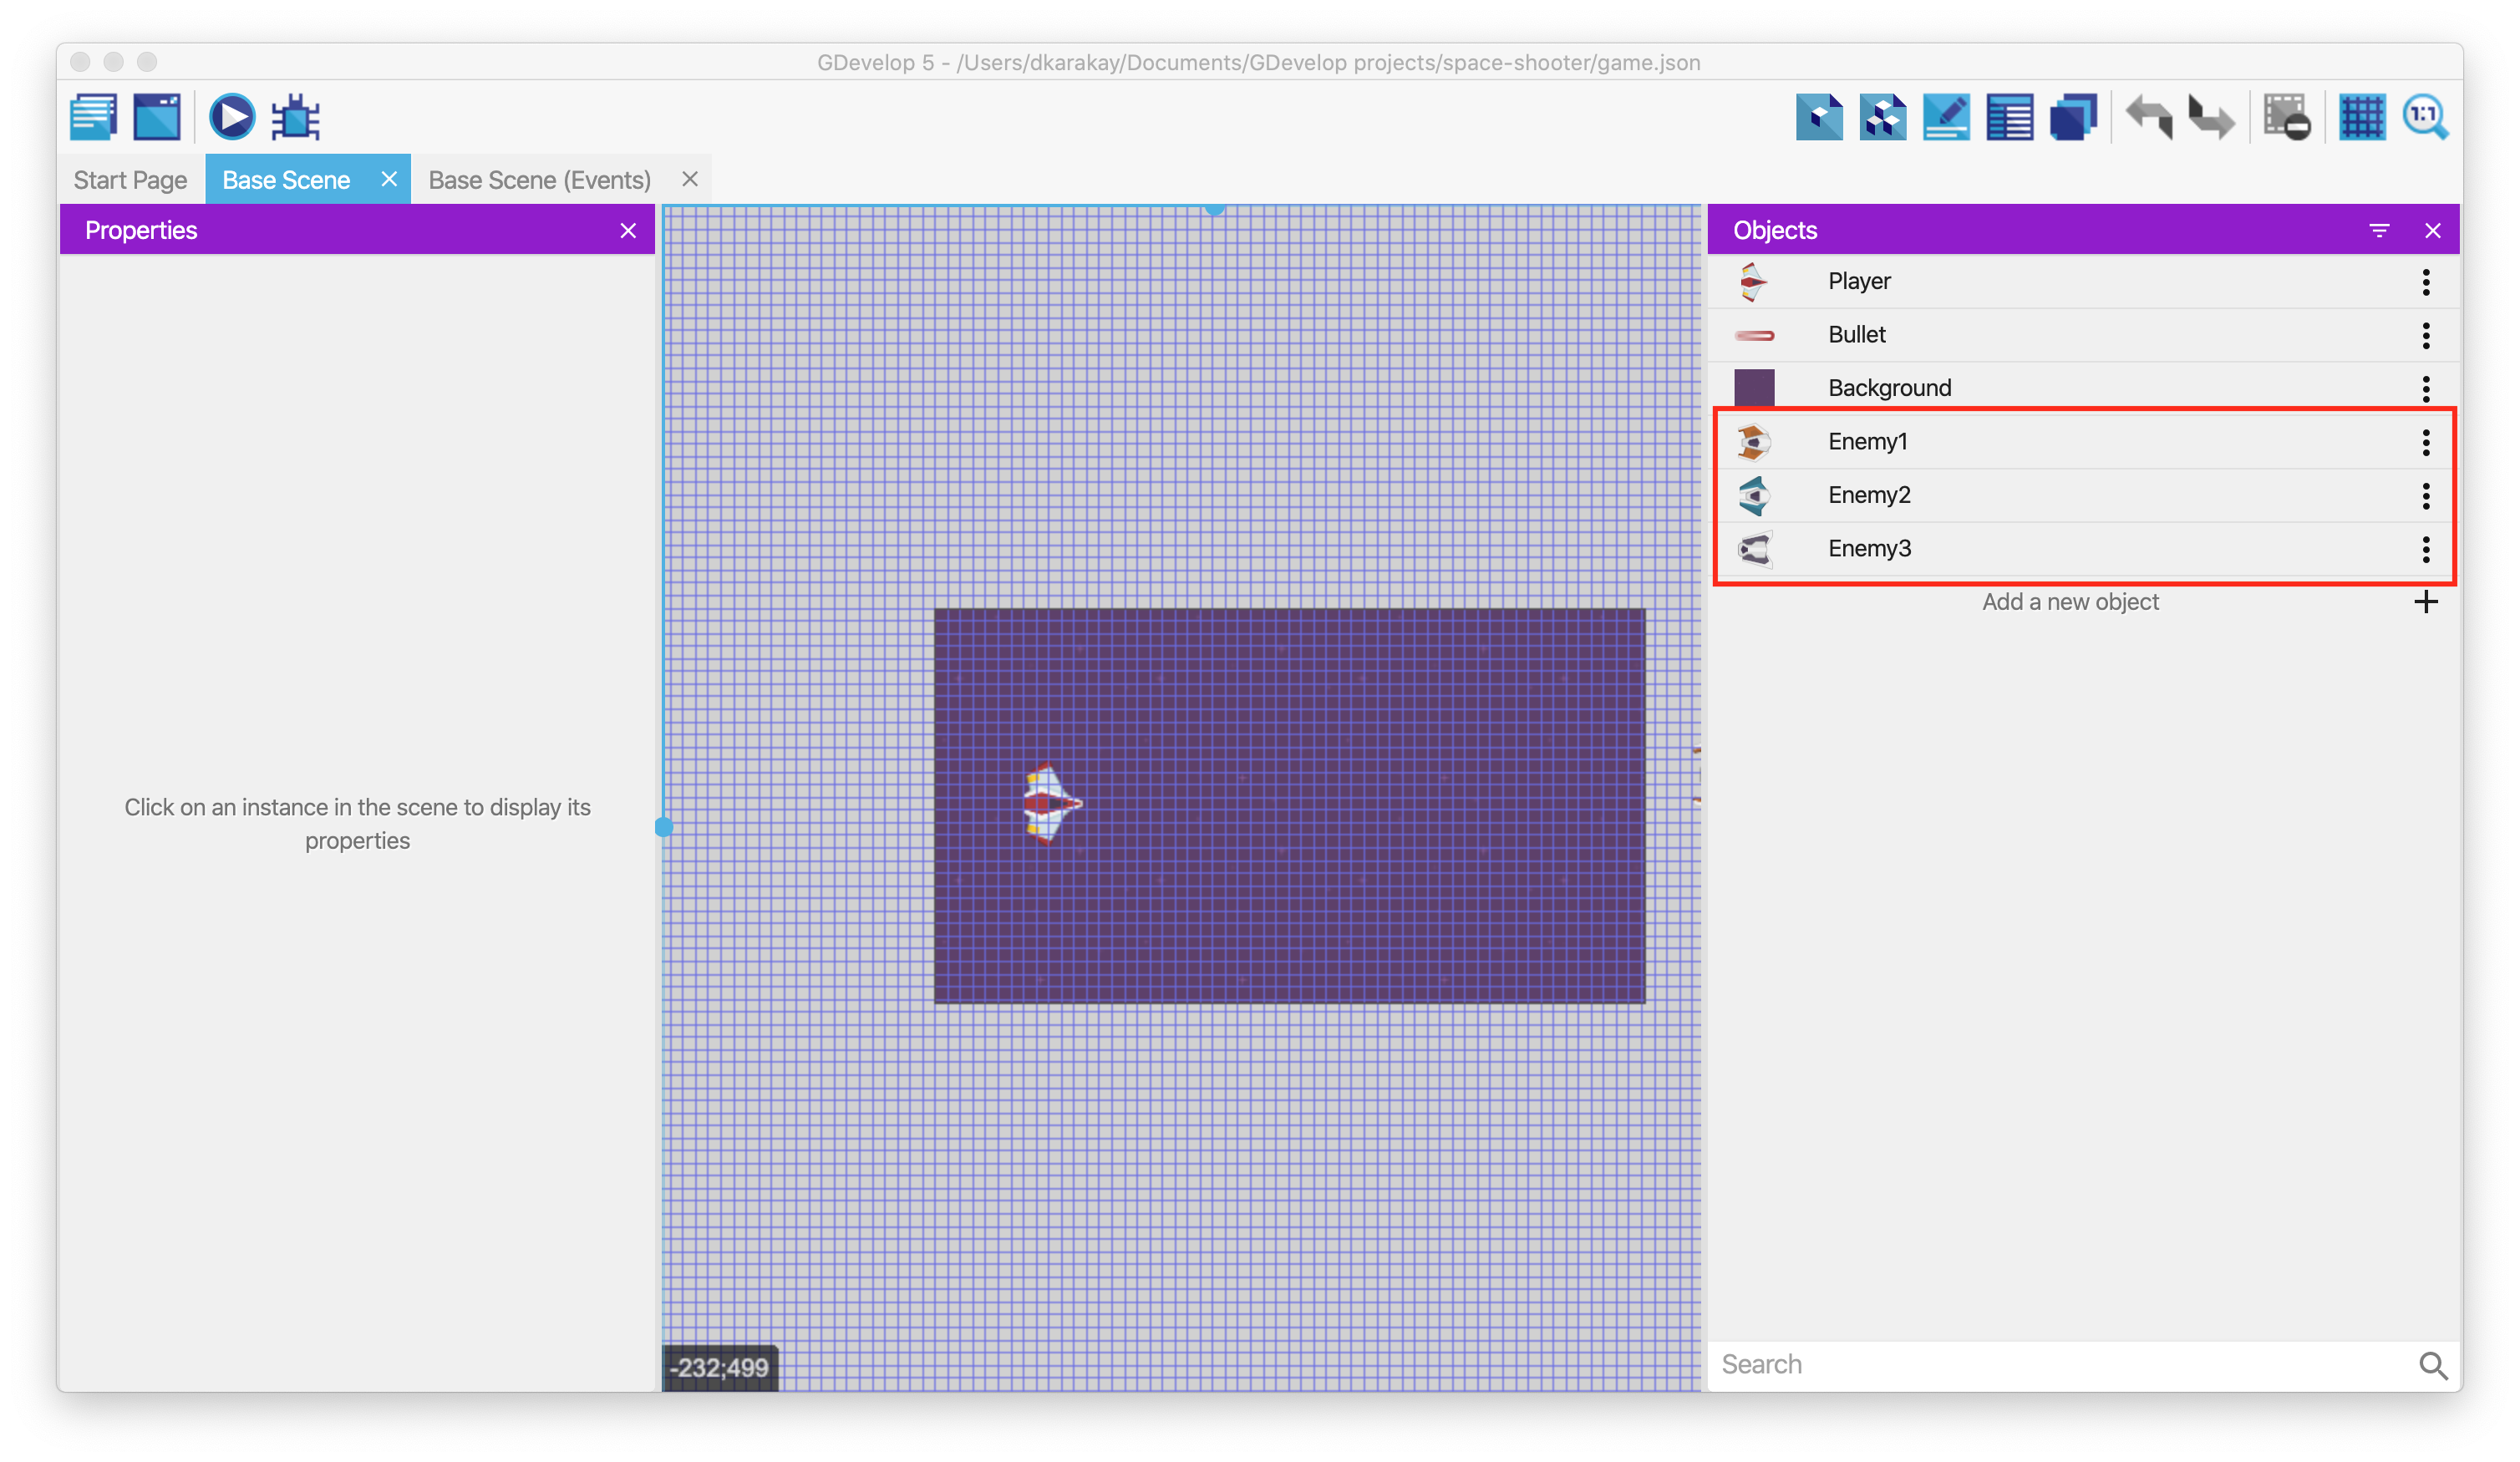 GDevelop 5 - /Users/dkarakay/Documents/GDevelop projects/space-shooter/game.json
1:1
Start Page
Base Scene
Base Scene (Events)
Properties
Objects
Player
Bullet
Background
Enemy1
Enemy2
Enemy3
Add a new object
Click on an instance in the scene to display its
properties
-232;499
Search